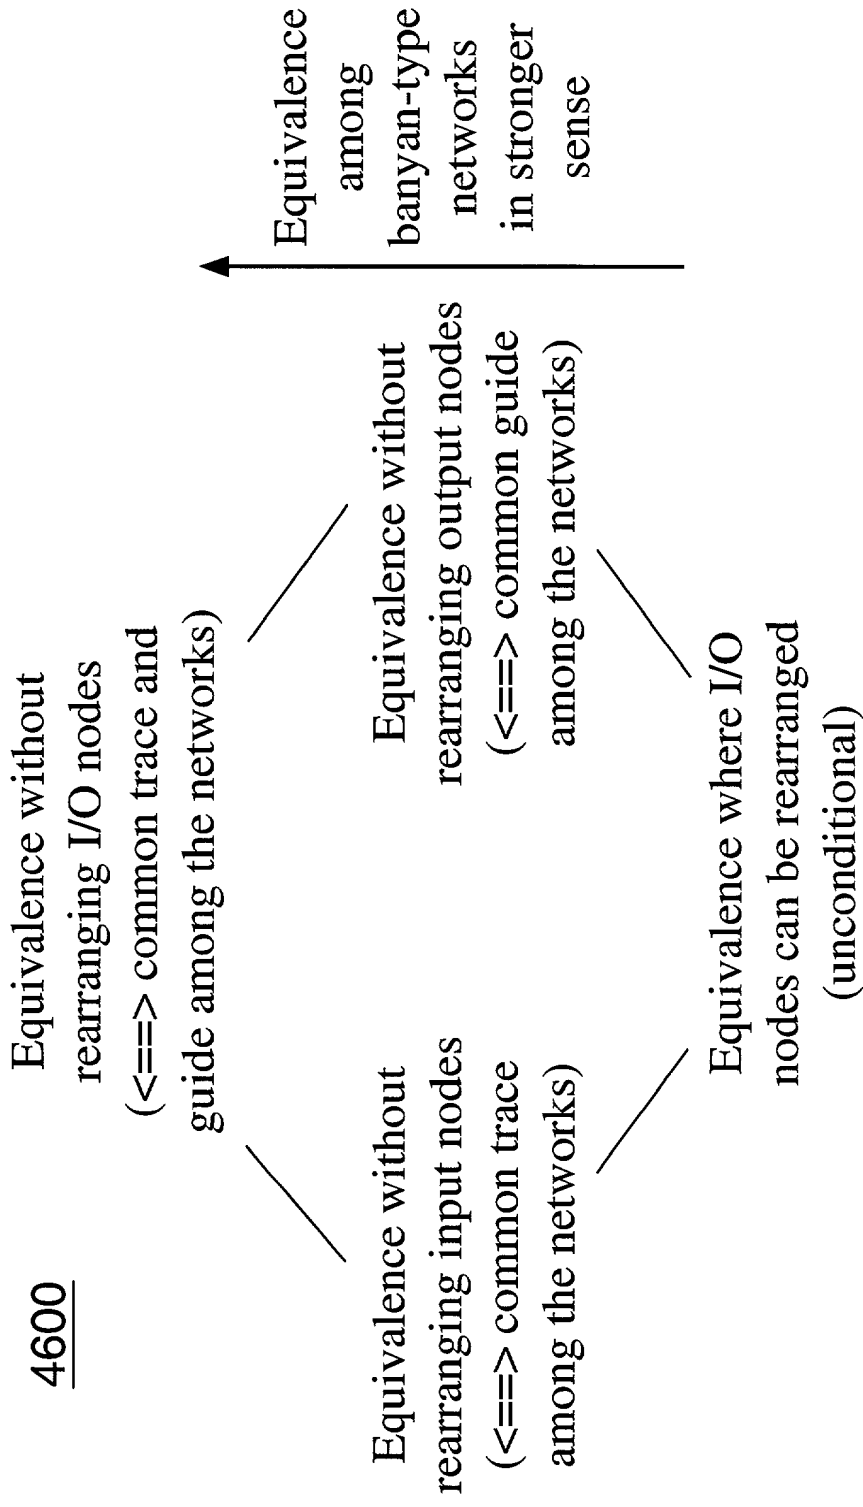 4600
Equivalence without
rearranging I/O nodes
(<==> common trace and
guide among the networks)
Equivalence without
rearranging input nodes
(<==> common trace
among the networks)
Equivalence without
rearranging output nodes
(<==> common guide
among the networks)
Equivalence where I/O
nodes can be rearranged
(unconditional)
Equivalence
among
banyan-type
networks
in stronger
sense